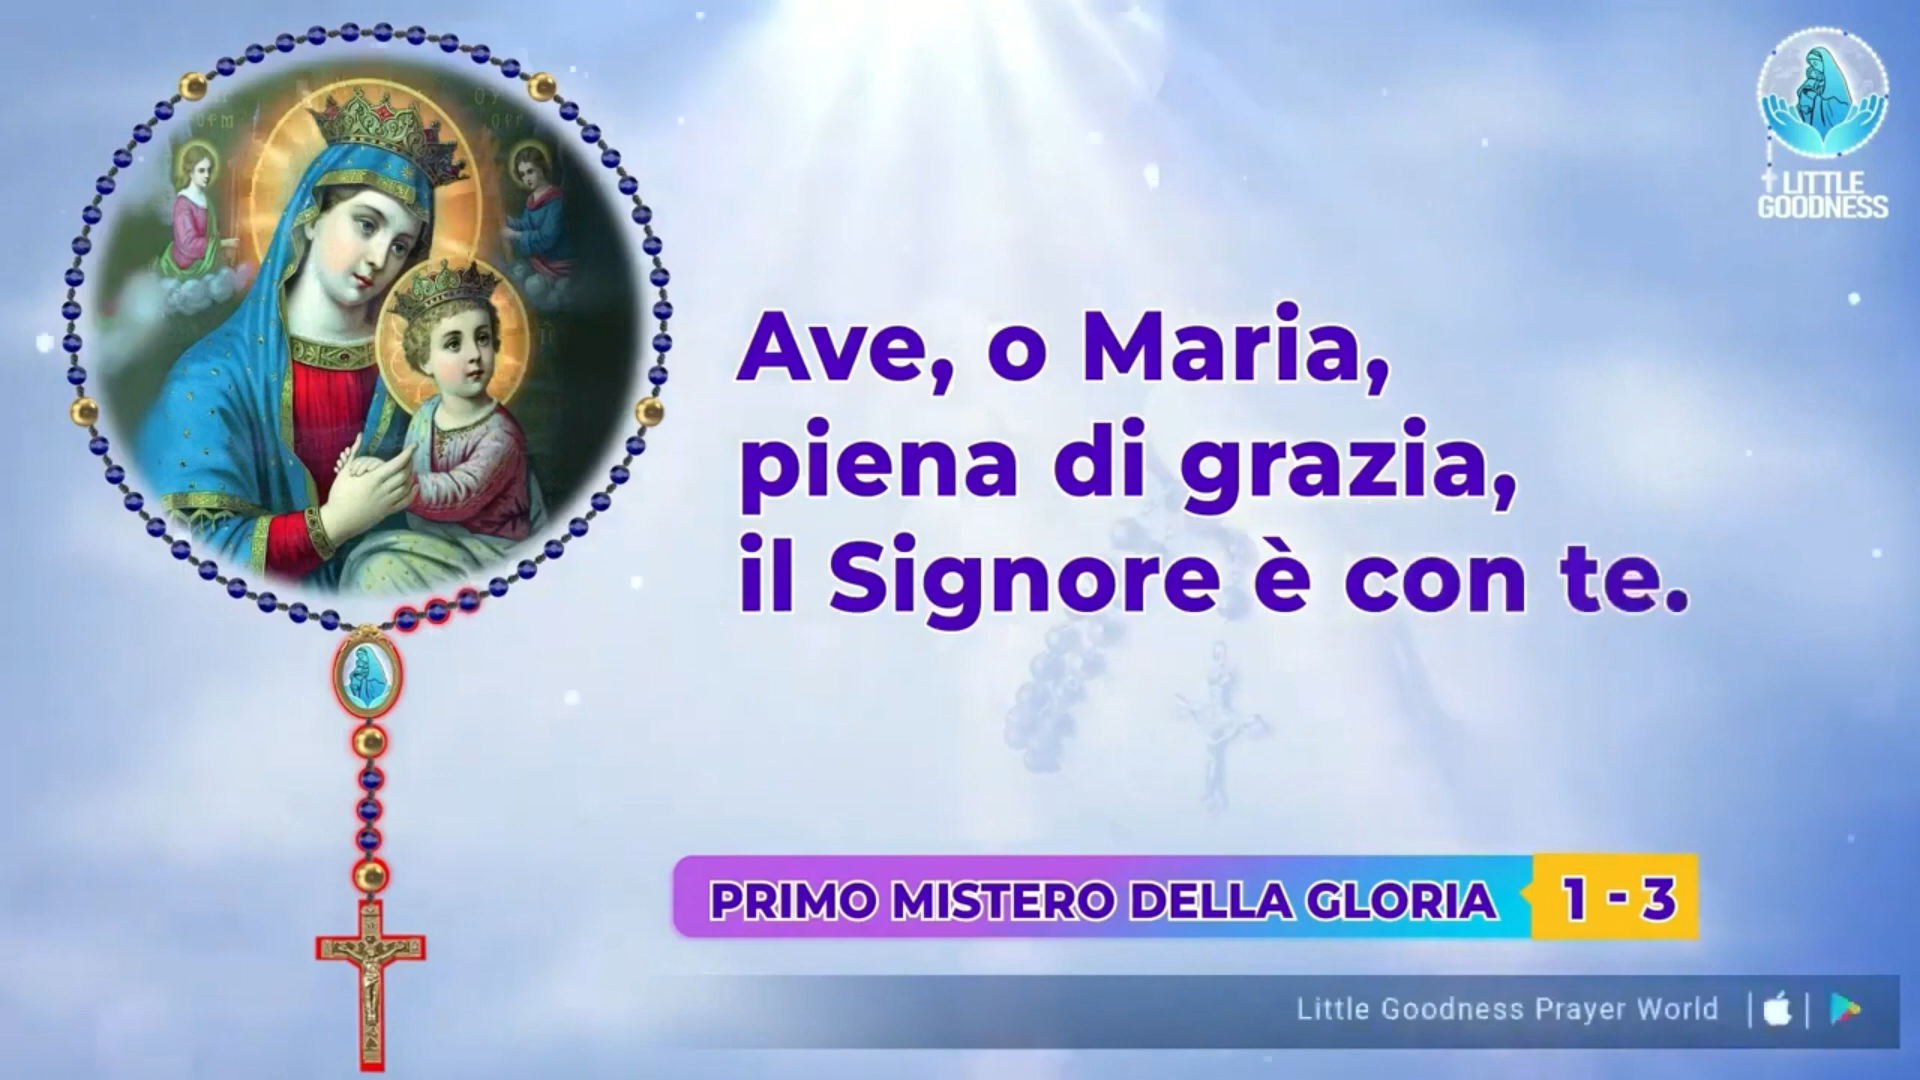 LITTLE
GOODNESS
Ave, o Maria,
piena di grazia,
il Signore è con te.
PRIMO MISTERO DELLA GLORIA 1 - 3
Little Goodness Prayer World